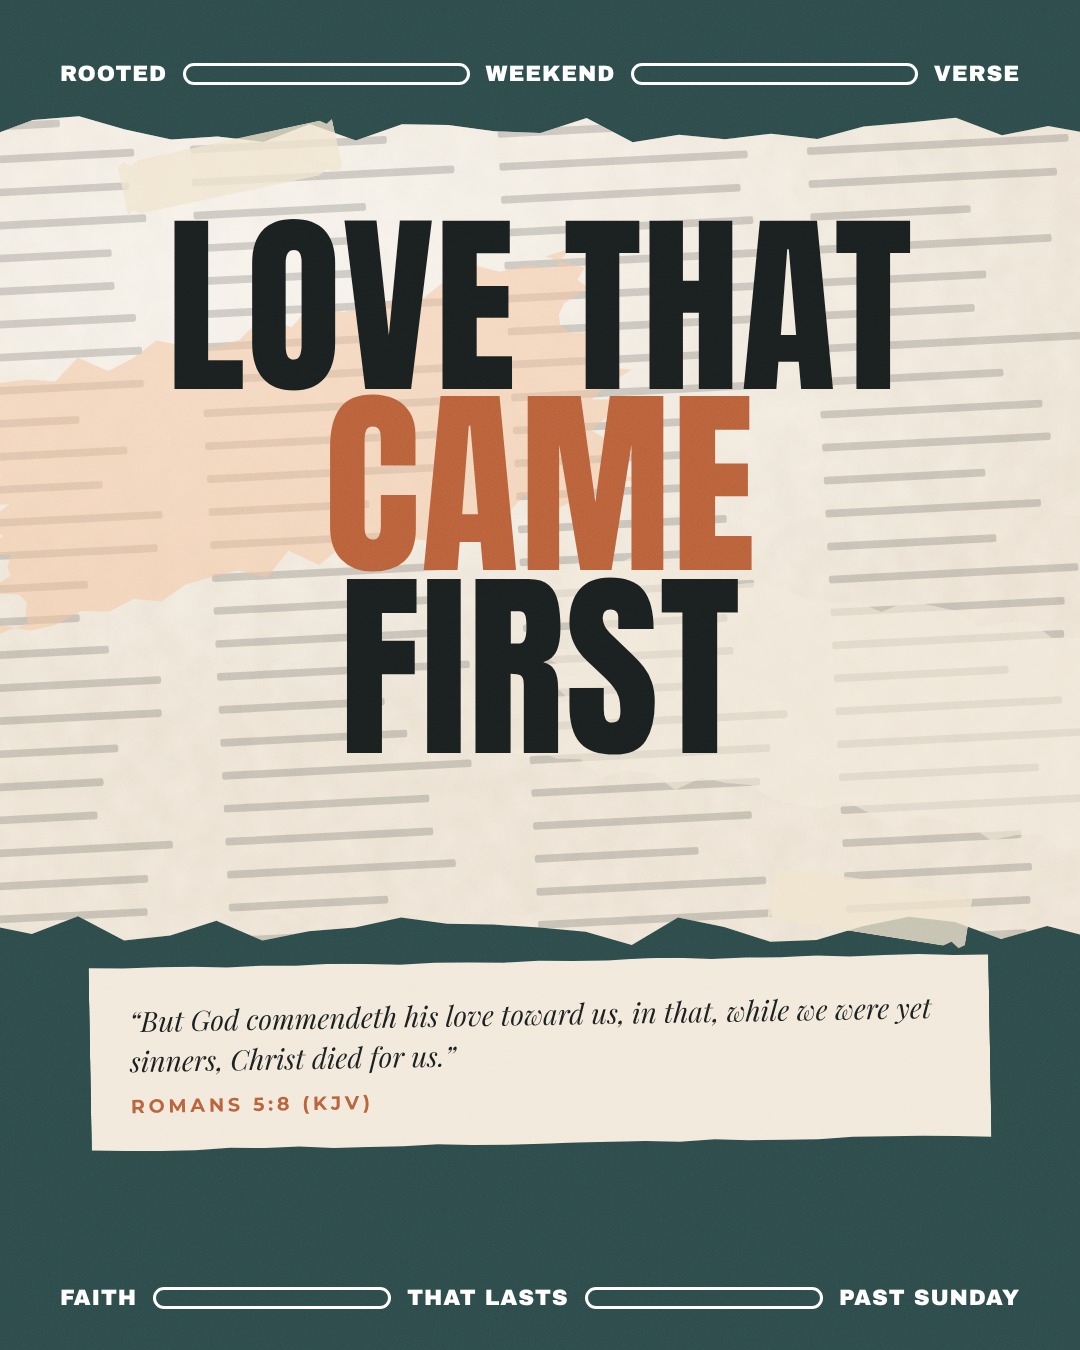 ROOTED WEEKEND VERSE
LOVE THAT
CAME
FIRST
“But God commendeth his love toward us, in that, while we were yet
sinners, Christ died for us.”
ROMANS 5:8 (KJV)
FAITH THAT LASTS PAST SUNDAY